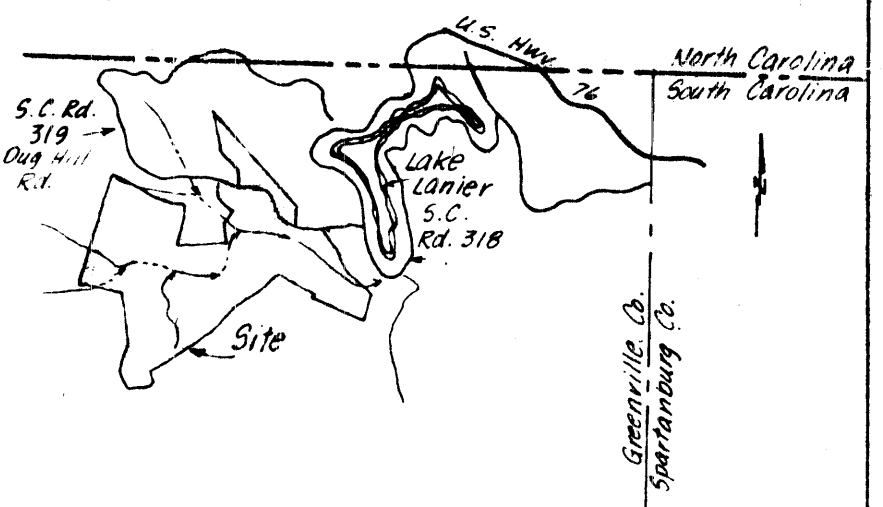 U.S. Hwy.
76
North Carolina
South Carolina
S.C. Rd.
319
Dug Hill
Rd.
Lake
Lanier
S.C.
Rd. 318
Site
Greenville Co.
Spartanburg Co.
N